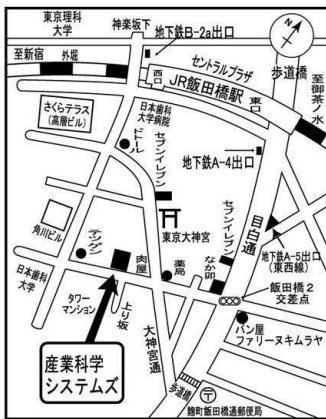 東京理科
大学
神楽坂下
地下鉄B-2a出口
N
至新宿
外堀
セントラルプラザ
西口
JR飯田橋駅
東口
歩道橋
至御茶ノ水
さくらテラス
(高層ビル)
日本歯科
大学病院
ドトール
セブンイレブン
地下鉄A-4出口
角川ビル
テツゲン
肉屋
東京大神宮
セブンイレブン
目白通
地下鉄A-5出口
(東西線)
日本歯科
大学
タワー
マンション
上り坂
薬局
なか卯
飯田橋2
交差点
大神宮通
パン屋
ファリーヌキムラヤ
産業科学
システムズ
歩道橋
〒
麹町飯田橋通郵便局